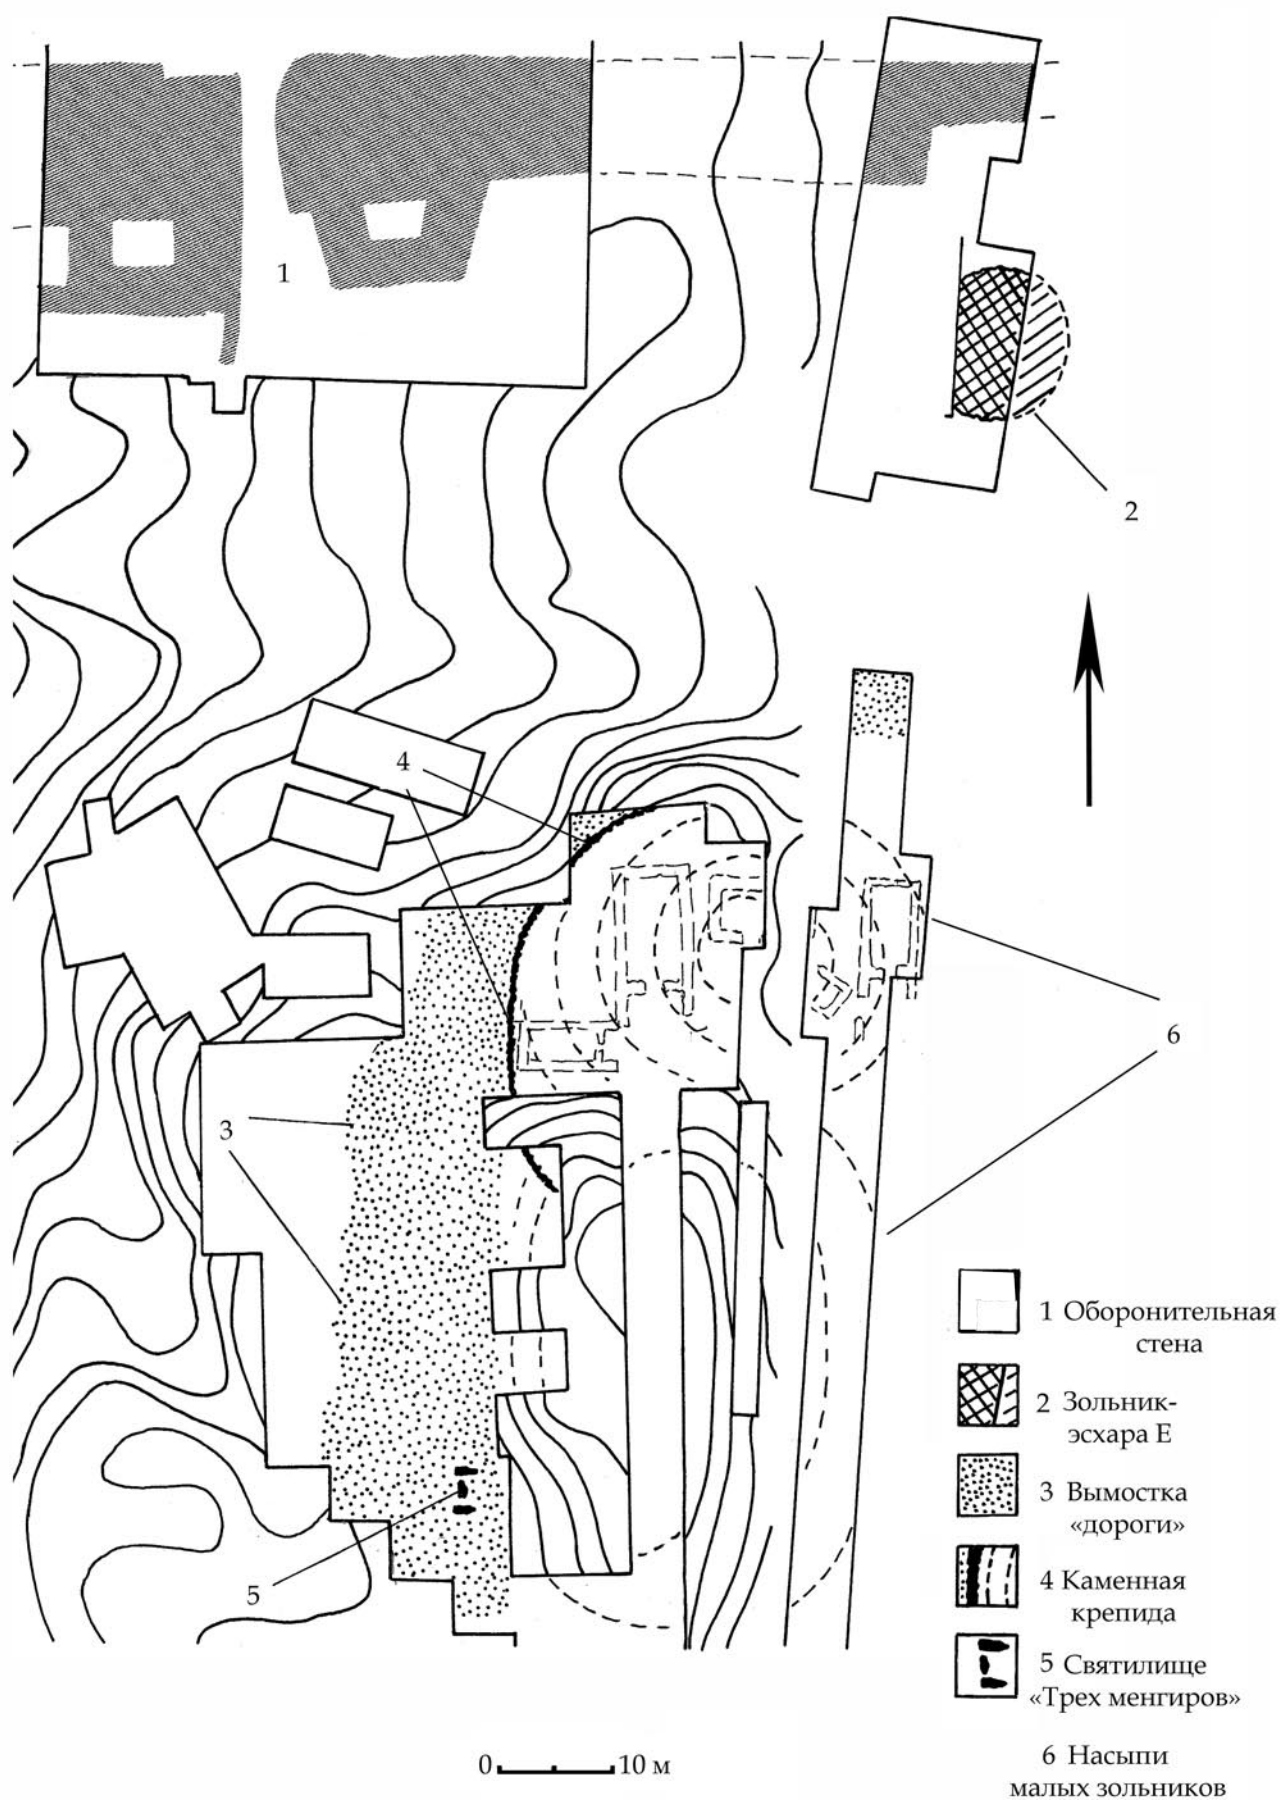 1
2
4
6
3
5
1 Оборонительная
стена
2 Зольник-
эсхара Е
3 Вымостка
«дороги»
4 Каменная
крепида
5 Святилище
«Трех менгиров»
6 Насыпи
малых зольников
0 10 м